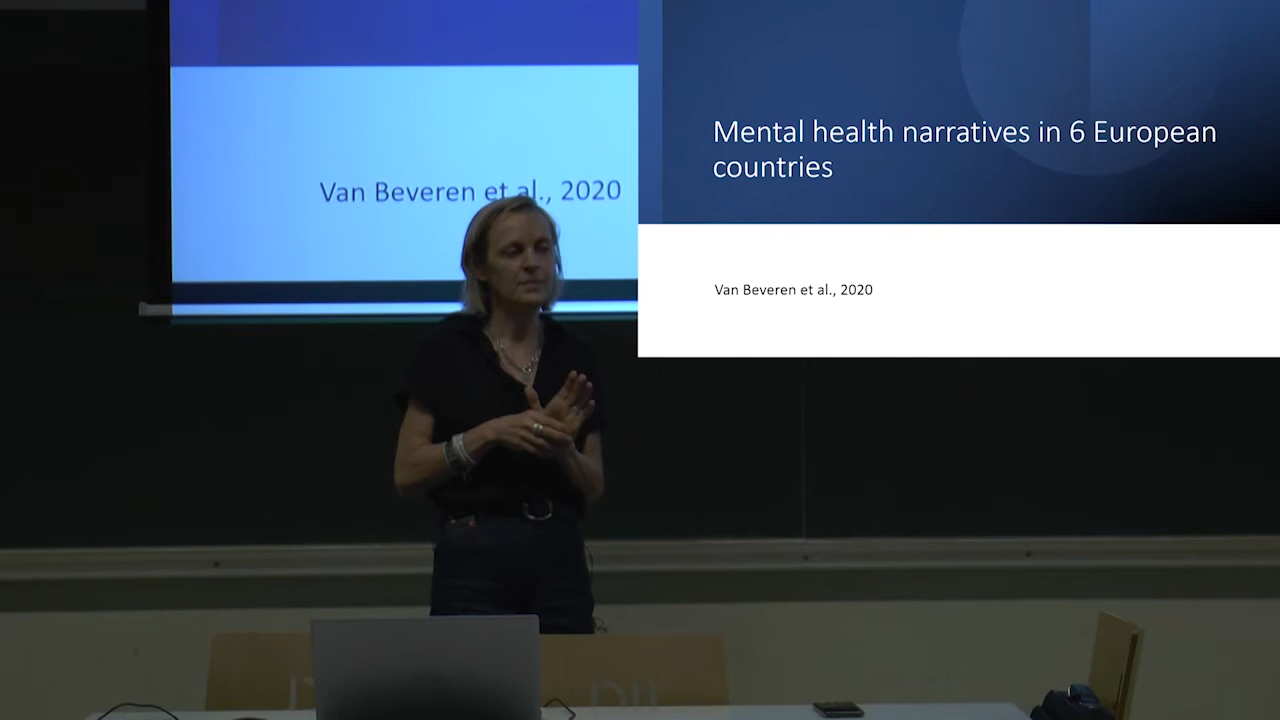 Van Beveren et al., 2020
Mental health narratives in 6 European
countries
Van Beveren et al., 2020